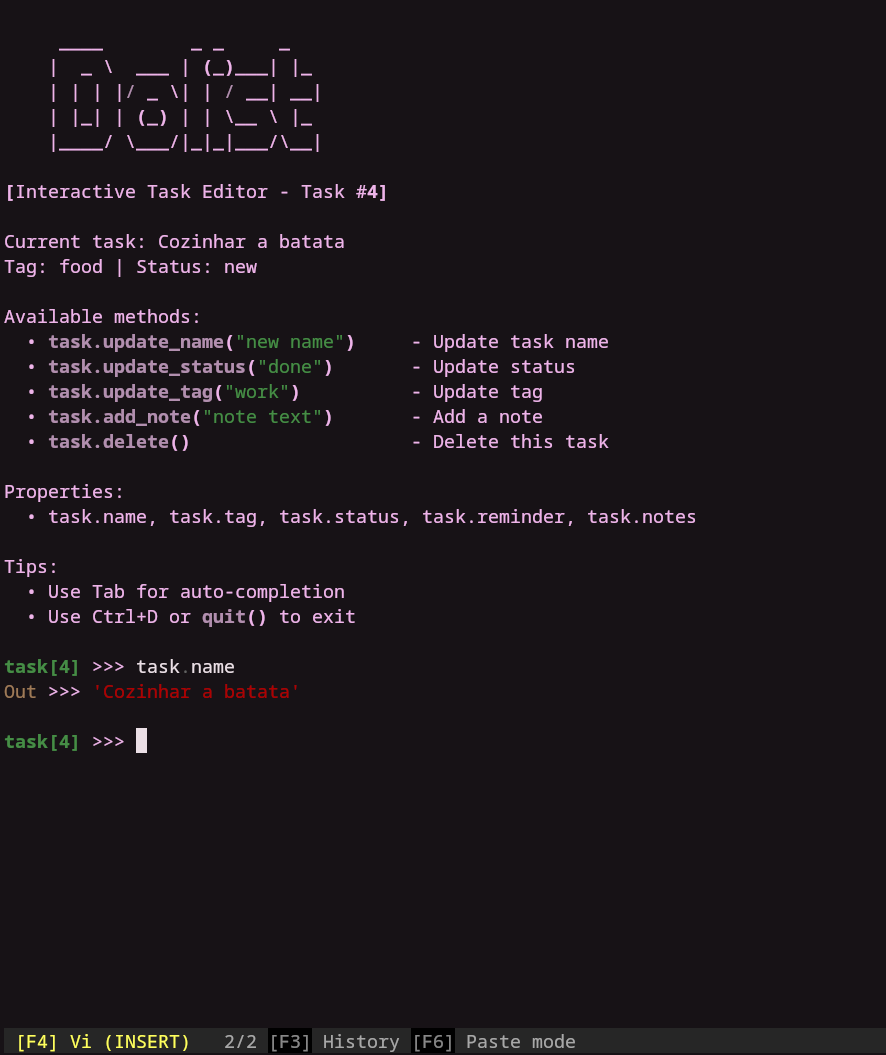 ____        _ _     _
|  _ \  ___ | (_)___| |_
| | | |/ _ \| | / __| __|
| |_| | (_) | | \__ \ |_
|____/ \___/|_|_|___/\__|
[Interactive Task Editor - Task #4]
Current task: Cozinhar a batata
Tag: food | Status: new
Available methods:
• task.update_name("new name") - Update task name
• task.update_status("done") - Update status
• task.update_tag("work") - Update tag
• task.add_note("note text") - Add a note
• task.delete() - Delete this task
Properties:
• task.name, task.tag, task.status, task.reminder, task.notes
Tips:
• Use Tab for auto-completion
• Use Ctrl+D or quit() to exit
task[4] >>> task.name
Out >>> 'Cozinhar a batata'
task[4] >>>
[F4] Vi (INSERT) 2/2 [F3] History [F6] Paste mode